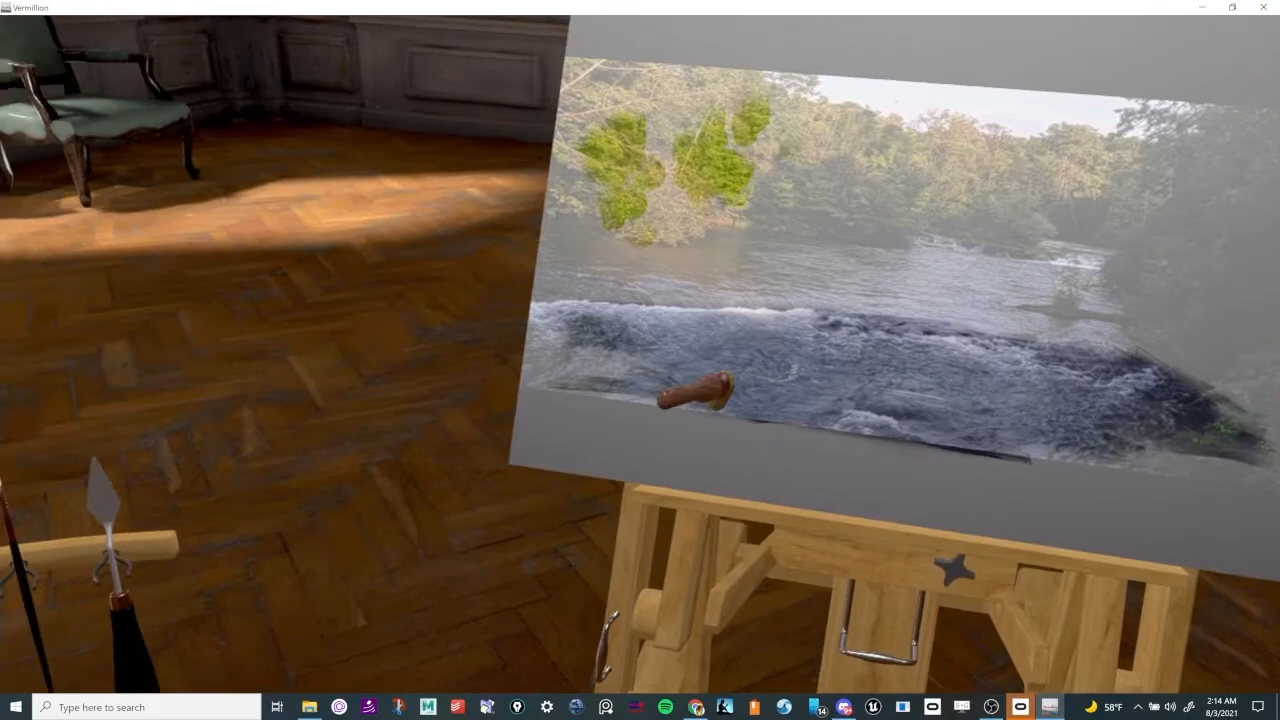 Vermillion
Type here to search
14
58°F
2:14 AM
8/3/2021